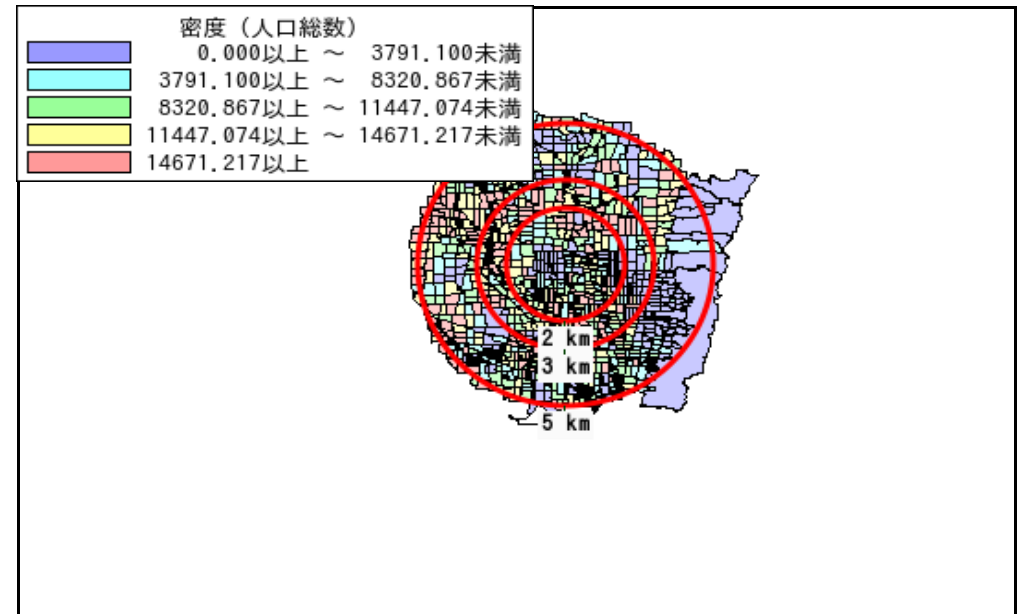 密度（人口総数）
0.000以上 ～ 3791.100未満
3791.100以上 ～ 8320.867未満
8320.867以上 ～ 11447.074未満
11447.074以上 ～ 14671.217未満
14671.217以上
2 km
3 km
5 km